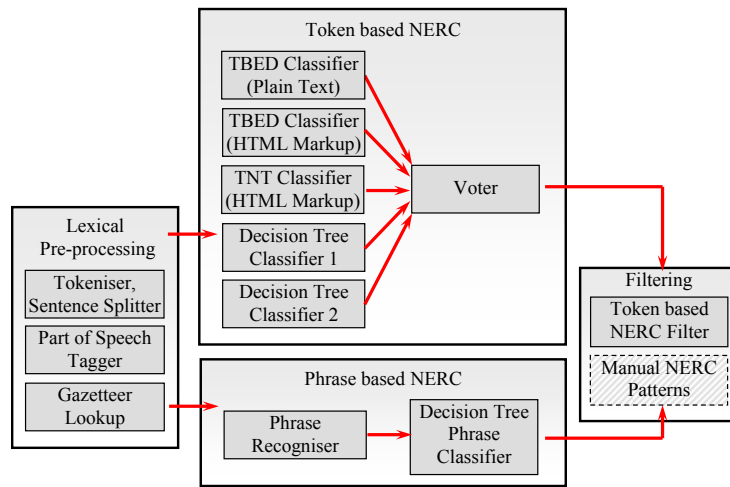 Token based NERC
TBED Classifier
(Plain Text)
TBED Classifier
(HTML Markup)
TNT Classifier
(HTML Markup)
Decision Tree
Classifier 1
Decision Tree
Classifier 2
Voter
Lexical
Pre-processing
Tokeniser,
Sentence Splitter
Part of Speech
Tagger
Gazetteer
Lookup
Phrase based NERC
Phrase
Recogniser
Decision Tree
Phrase
Classifier
Filtering
Token based
NERC Filter
Manual NERC
Patterns